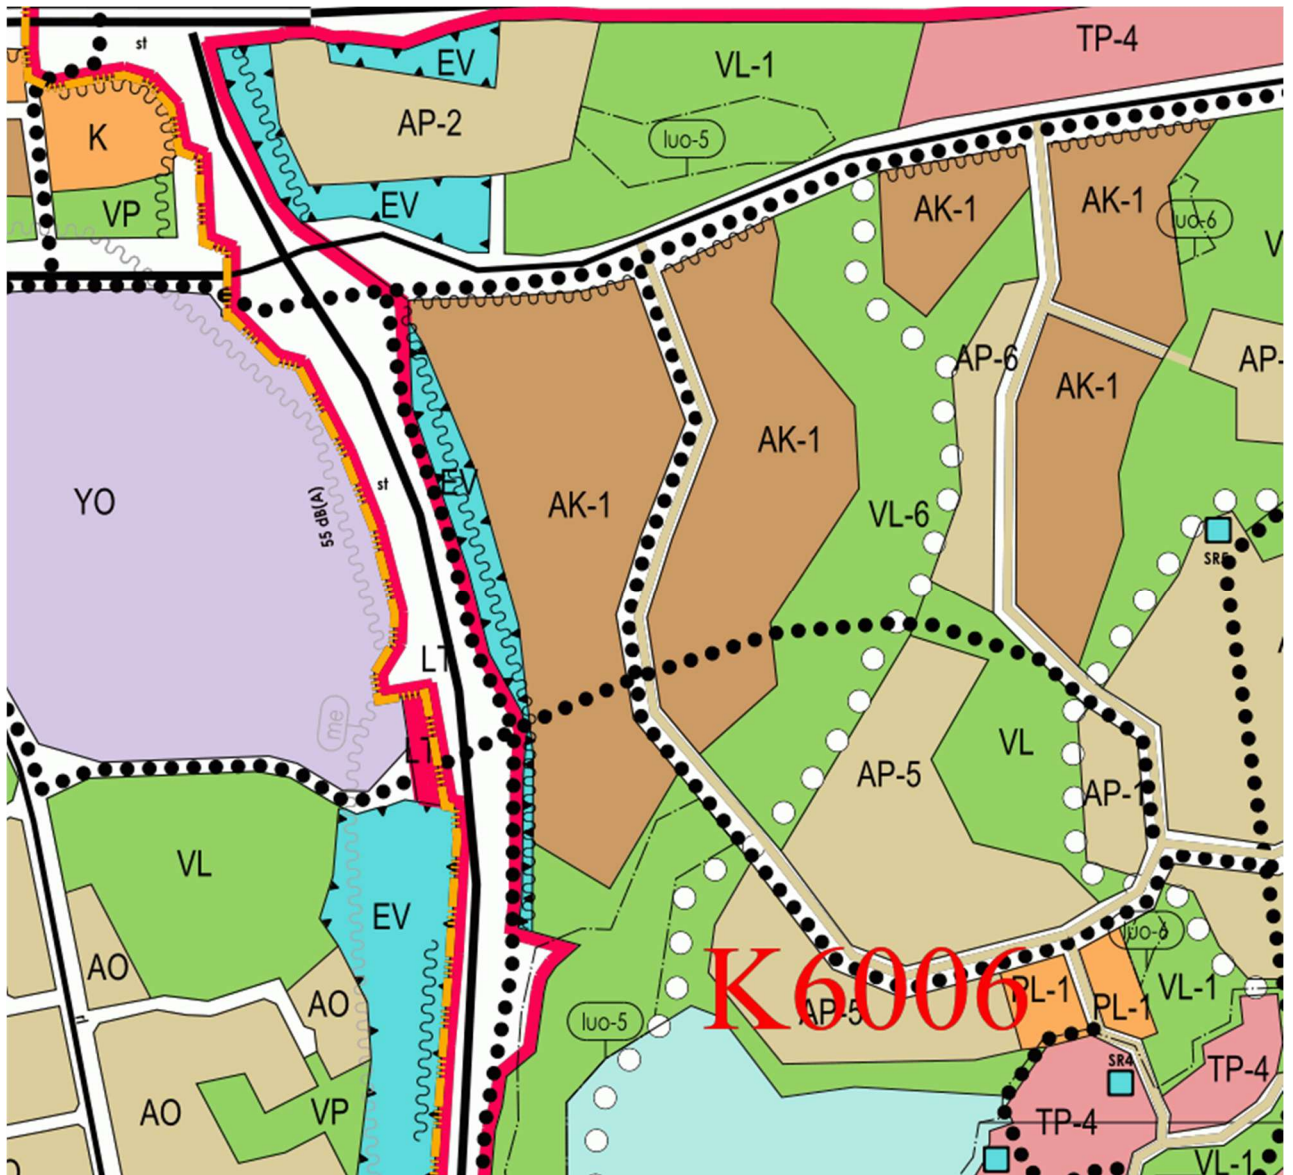 st
TP-4
VL-1
EV
AP-2
K
luo-5
VP
EV
AK-1
AK-1
luo-6
V
AP-6
AP-
AK-1
AK-1
EV
AK-1
YO
st
55 dB(A)
VL-6
SR5
LT
me
LT
VL
AP-5
AP-1
VL
EV
AO
AO
K6006
AP-5
PL-1
PL-1
VL-1
luo-5
SR4
TP-4
AO
VP
TP-4
VL-1